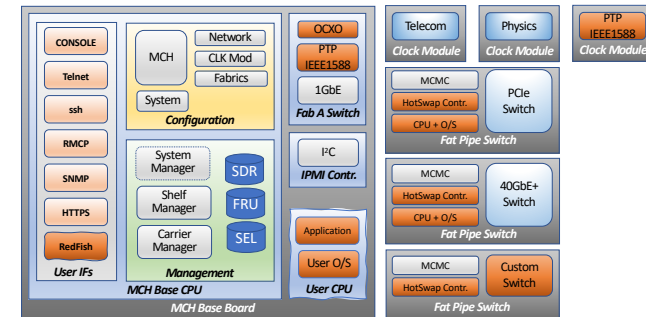 CONSOLE
Telnet
ssh
RMCP
SNMP
HTTPS
RedFish
User IFs
MCH
Network
CLK Mod
Fabrics
System
Configuration
System
Manager
Shelf
Manager
Carrier
Manager
SDR
FRU
SEL
Management
MCH Base CPU
OCXO
PTP
IEEE1588
1GbE
Fab A Switch
I²C
IPMI Contr.
Application
User O/S
User CPU
MCH Base Board
Telecom
Clock Module
Physics
Clock Module
PTP
IEEE1588
Clock Module
MCMC
HotSwap Contr.
CPU + O/S
PCIe
Switch
Fat Pipe Switch
MCMC
HotSwap Contr.
CPU + O/S
40GbE+
Switch
Fat Pipe Switch
MCMC
HotSwap Contr.
Custom
Switch
Fat Pipe Switch